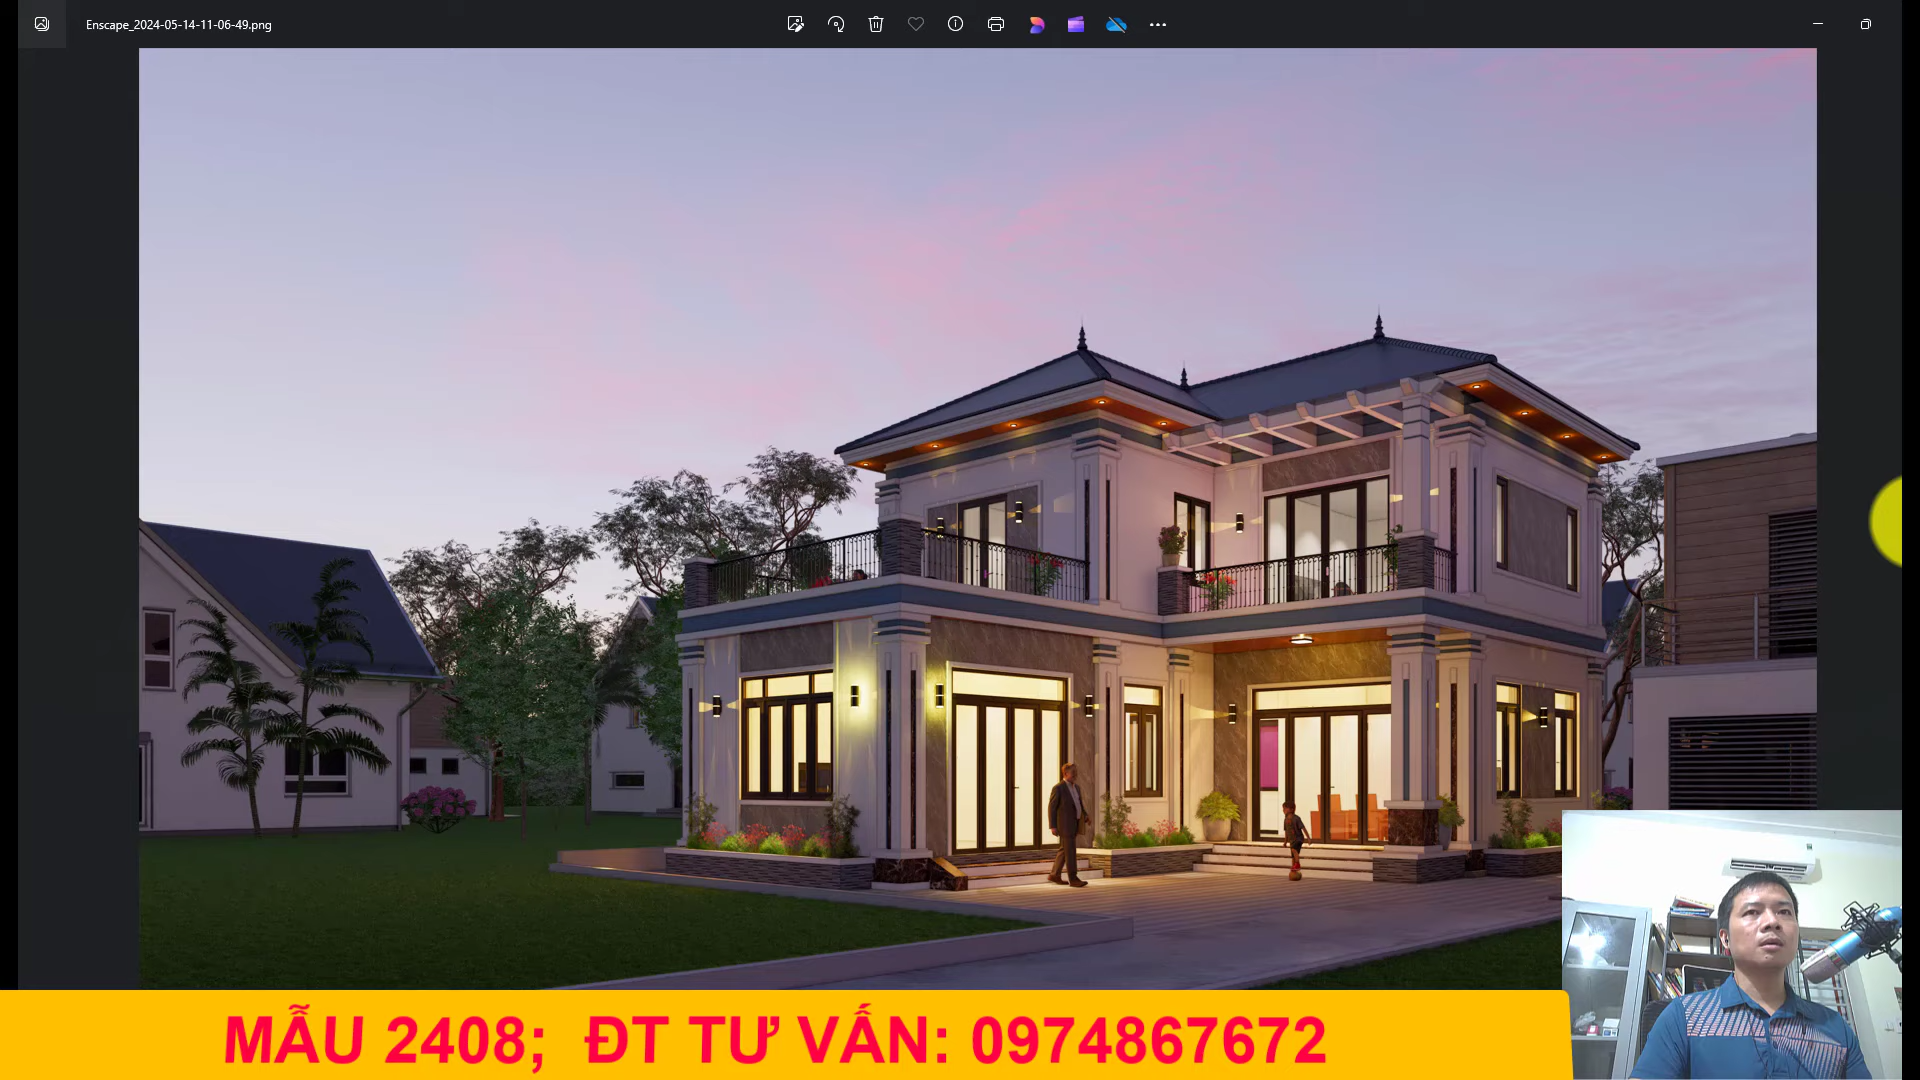 Enscape_2024-05-14-11-06-49.png
MẪU 2408; ĐT TƯ VẤN: 0974867672